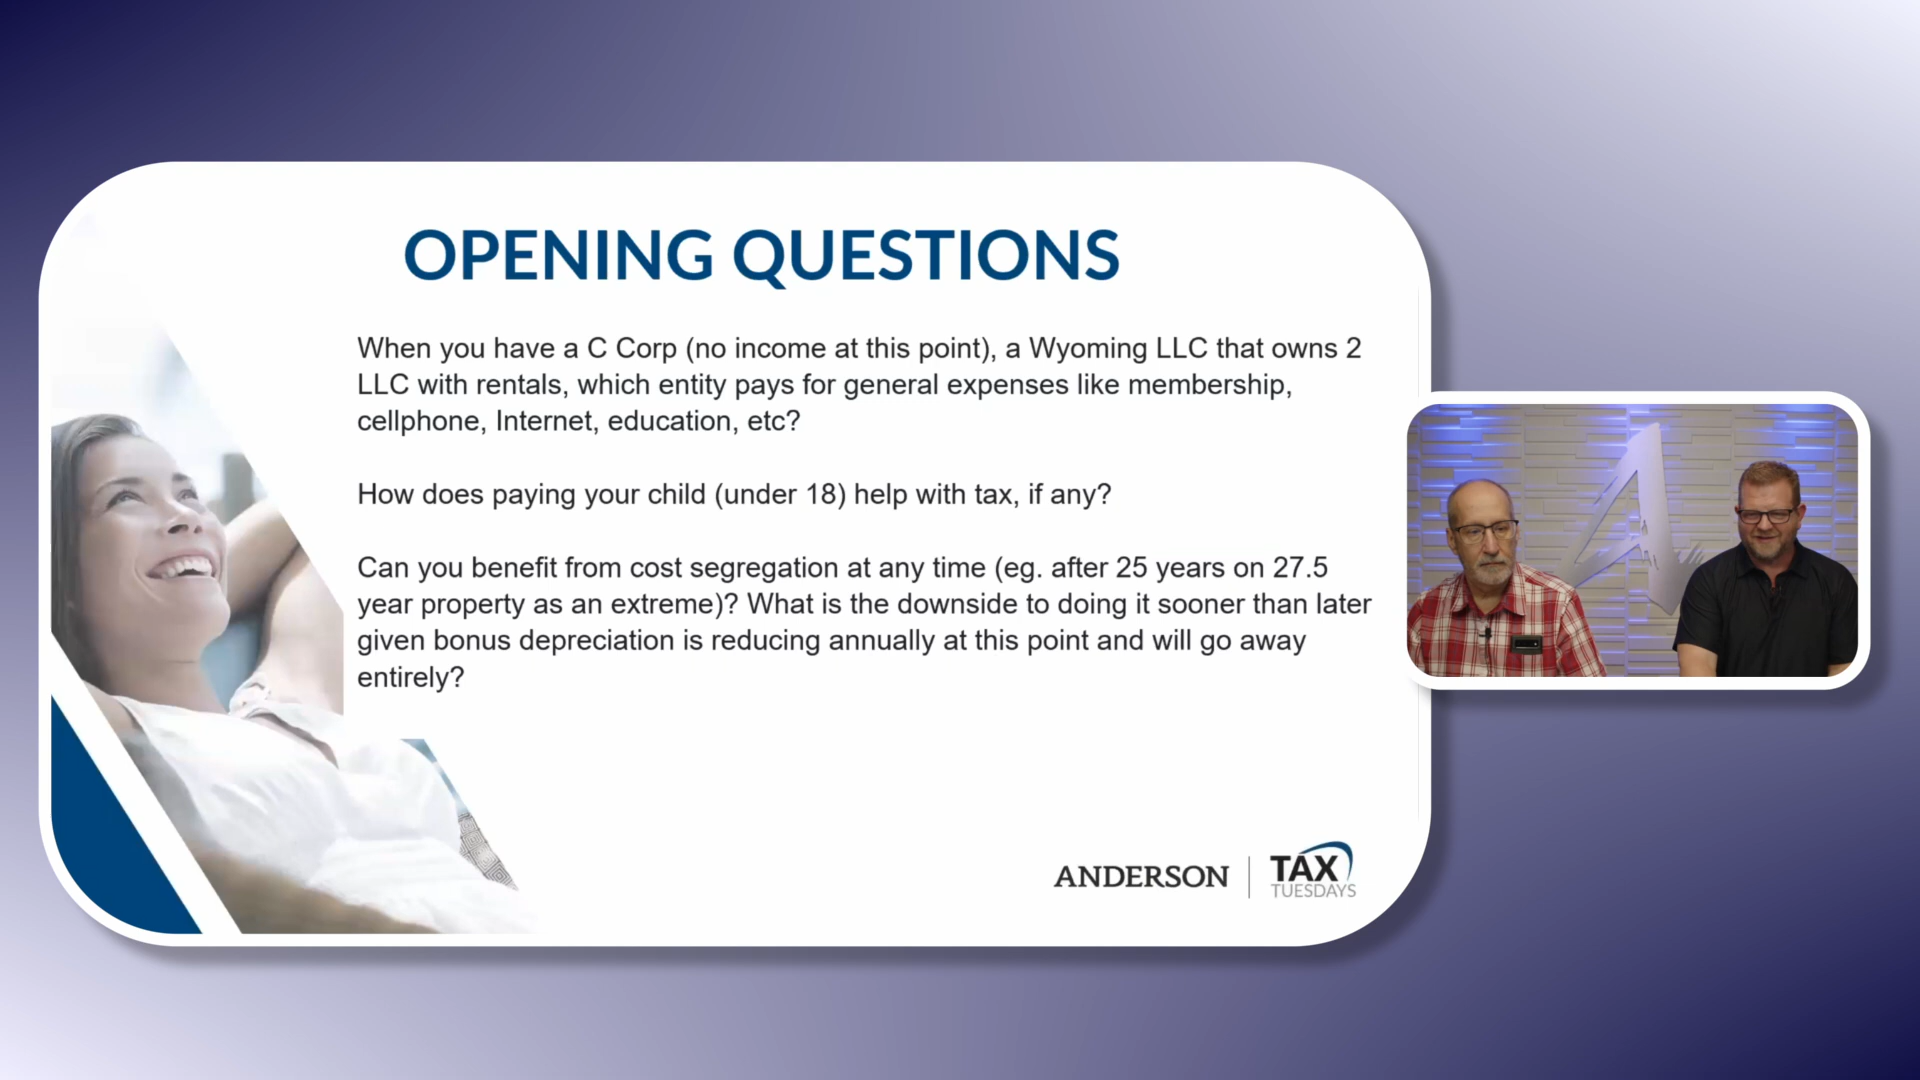 OPENING QUESTIONS
When you have a C Corp (no income at this point), a Wyoming LLC that owns 2
LLC with rentals, which entity pays for general expenses like membership,
cellphone, Internet, education, etc?
How does paying your child (under 18) help with tax, if any?
Can you benefit from cost segregation at any time (eg. after 25 years on 27.5
year property as an extreme)? What is the downside to doing it sooner than later
given bonus depreciation is reducing annually at this point and will go away
entirely?
ANDERSON
TAX
TUESDAYS